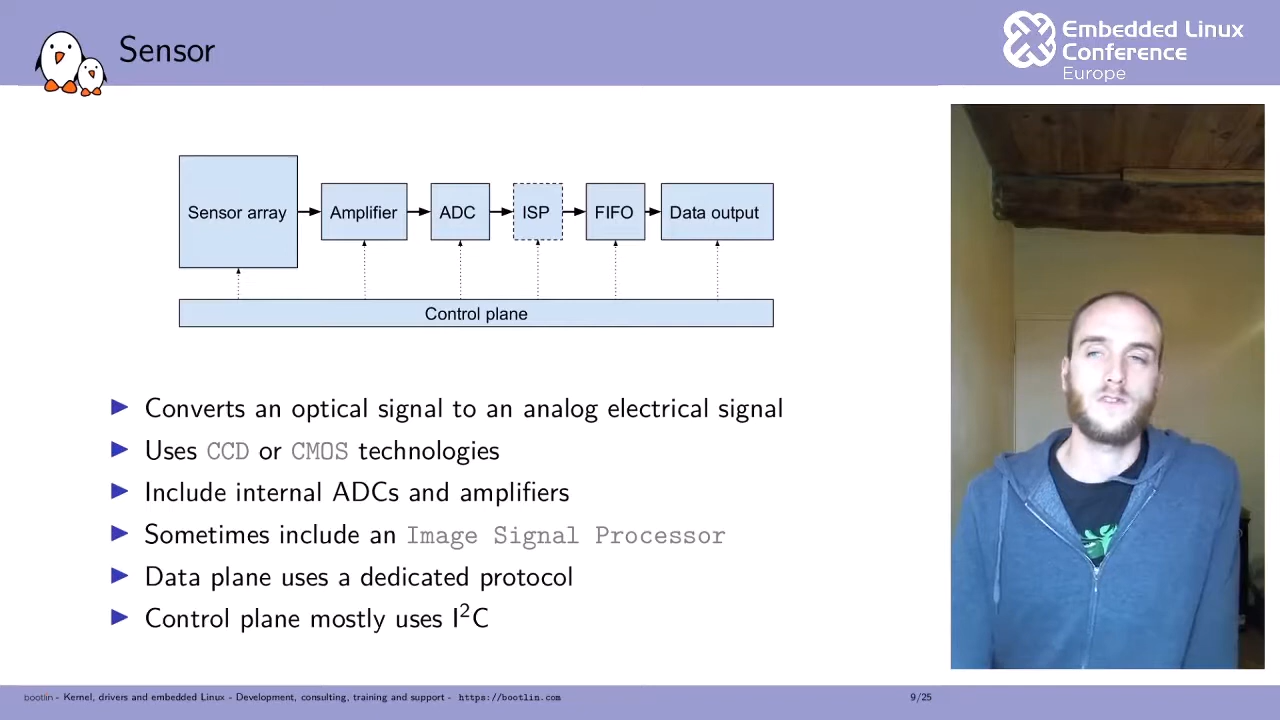 Sensor
Embedded Linux
Conference
Europe
Sensor array
Amplifier
ADC
ISP
FIFO
Data output
Control plane
Converts an optical signal to an analog electrical signal
Uses CCD or CMOS technologies
Include internal ADCs and amplifiers
Sometimes include an Image Signal Processor
Data plane uses a dedicated protocol
Control plane mostly uses I²C
bootlin - Kernel, drivers and embedded Linux - Development, consulting, training and support - https://bootlin.com
9/25